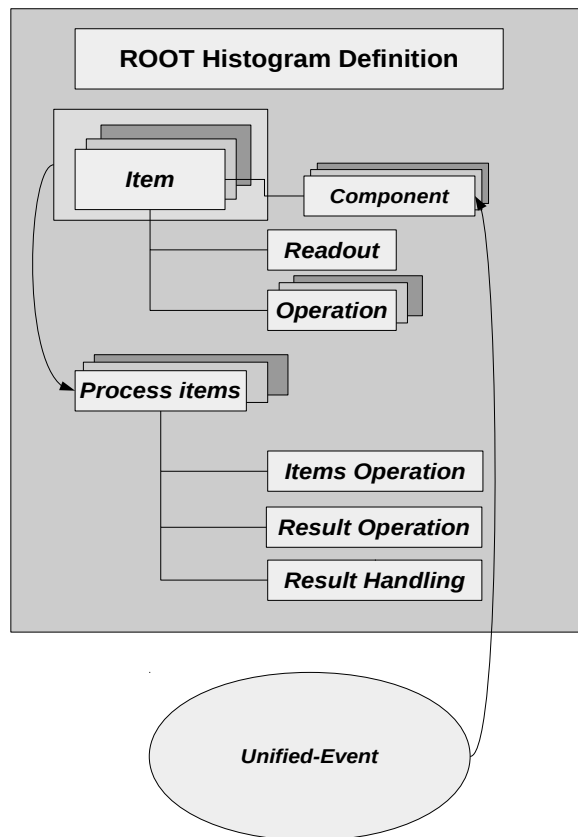 ROOT Histogram Definition
Item
Component
Readout
Operation
Process items
Items Operation
Result Operation
Result Handling
Unified-Event